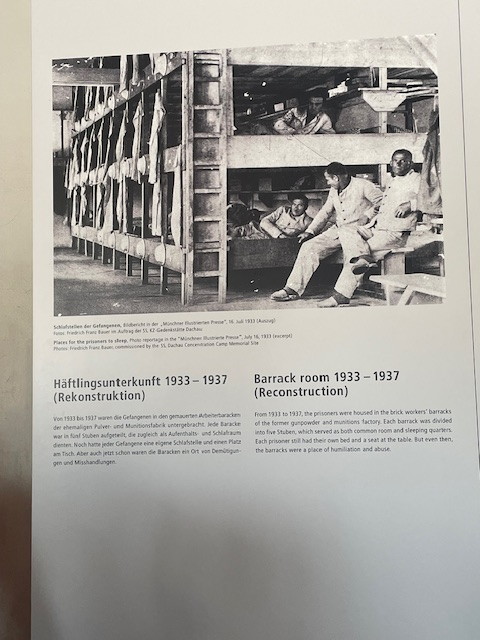 Schlafstellen der Gefangenen, Bildbericht in der „Münchner Illustrierten Presse“, 16. Juli 1933 (Auszug)
Fotos: Friedrich Franz Bauer im Auftrag der SS, KZ-Gedenkstätte Dachau
Places for the prisoners to sleep, Photo reportage in the "Münchner Illustrierte Presse", July 16, 1933 (excerpt).
Photos: Friedrich Franz Bauer, commissioned by the SS, Dachau Concentration Camp Memorial Site
Häftlingsunterkunft 1933 – 1937
(Rekonstruktion)
Von 1933 bis 1937 waren die Gefangenen in den gemauerten Arbeiterbaracken
der ehemaligen Pulver- und Munitionsfabrik untergebracht. Jede Baracke
war in fünf Stuben aufgeteilt, die zugleich als Aufenthalts- und Schlafraum
dienten. Noch hatte jeder Gefangene eine eigene Schlafstelle und einen Platz
am Tisch. Aber auch jetzt schon waren die Baracken ein Ort von Demütigun-
gen und Misshandlungen.
Barrack room 1933 – 1937
(Reconstruction)
From 1933 to 1937, the prisoners were housed in the brick workers' barracks
of the former gunpowder and munitions factory. Each barrack was divided
into five Stuben, which served as both common room and sleeping quarters.
Each prisoner still had their own bed and a seat at the table. But even then,
the barracks were a place of humiliation and abuse.